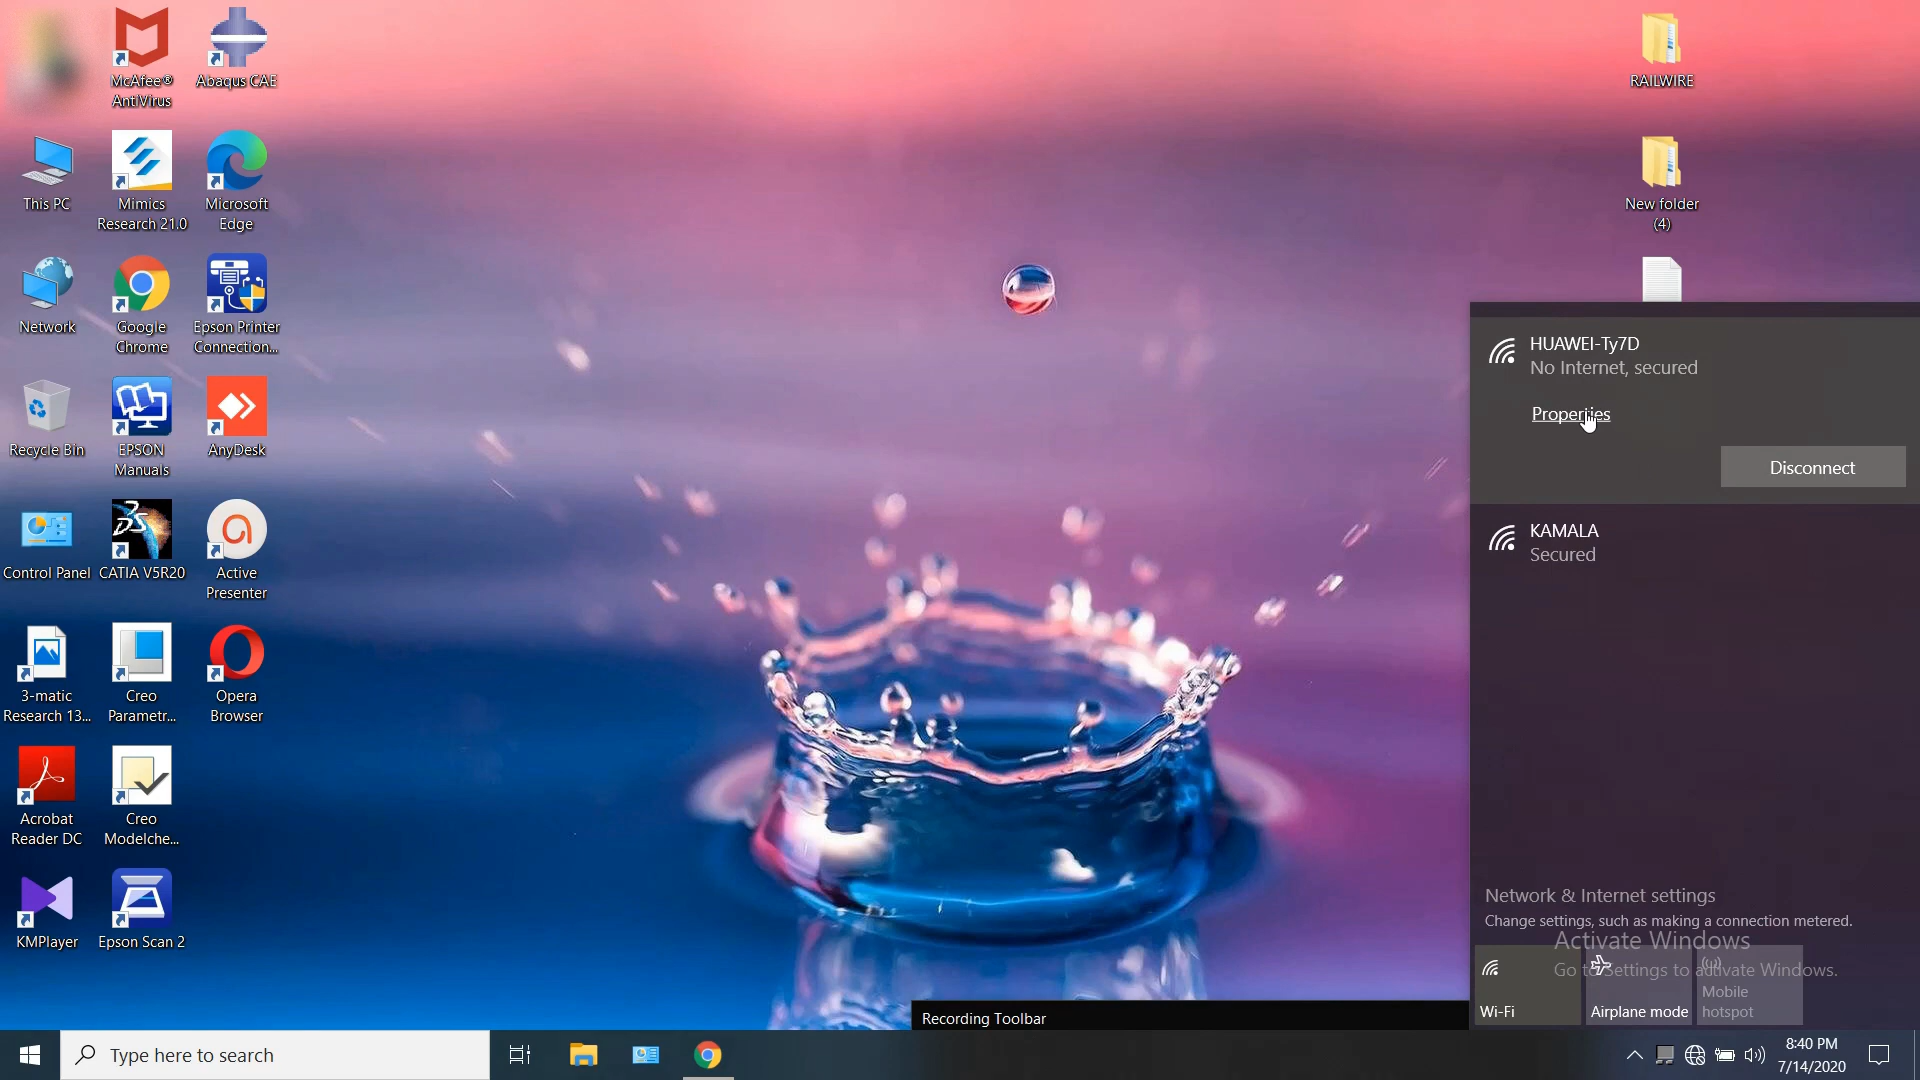 McAfee®
AntiVirus
Abaqus CAE
This PC
Mimics
Research 21.0
Microsoft
Edge
Network
Google
Chrome
Epson Printer
Connection...
Recycle Bin
EPSON
Manuals
AnyDesk
Control Panel
CATIA V5R20
Active
Presenter
3-matic
Research 13...
Creo
Parametr...
Opera
Browser
Acrobat
Reader DC
Creo
Modelche...
KMPlayer
Epson Scan 2
RAILWIRE
New folder
(4)
HUAWEI-Ty7D
No Internet, secured
Properties
Disconnect
KAMALA
Secured
Network & Internet settings
Change settings, such as making a connection metered.
Activate Windows
Go to Settings to activate Windows.
Wi-Fi
Airplane mode
Mobile
hotspot
Recording Toolbar
Type here to search
8:40 PM
7/14/2020